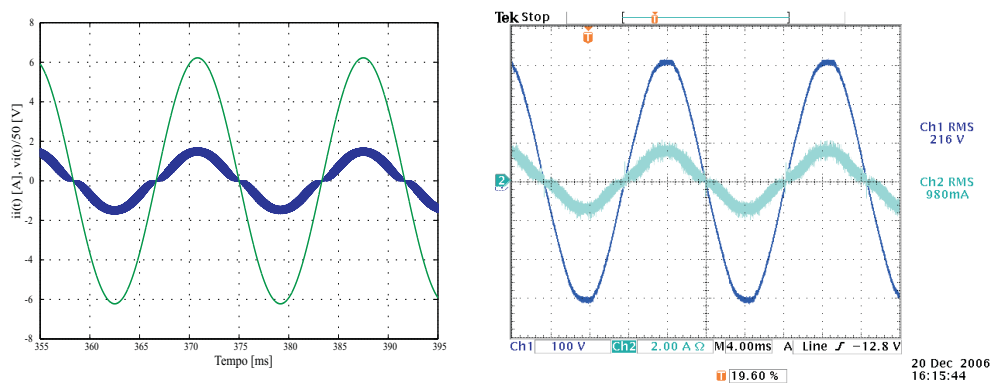 8
6
4
2
0
-2
-4
-6
-8
ii(t) [A], vi(t)/50 [V]
355 360 365 370 375 380 385 390 395
Tempo [ms]
Tek Stop
T
T
2
Ch1 RMS
216 V
Ch2 RMS
980mA
Ch1 100 V Ch2 2.00 A Ω M 4.00ms A Line −12.8 V
T 19.60 %
20 Dec 2006
16:15:44